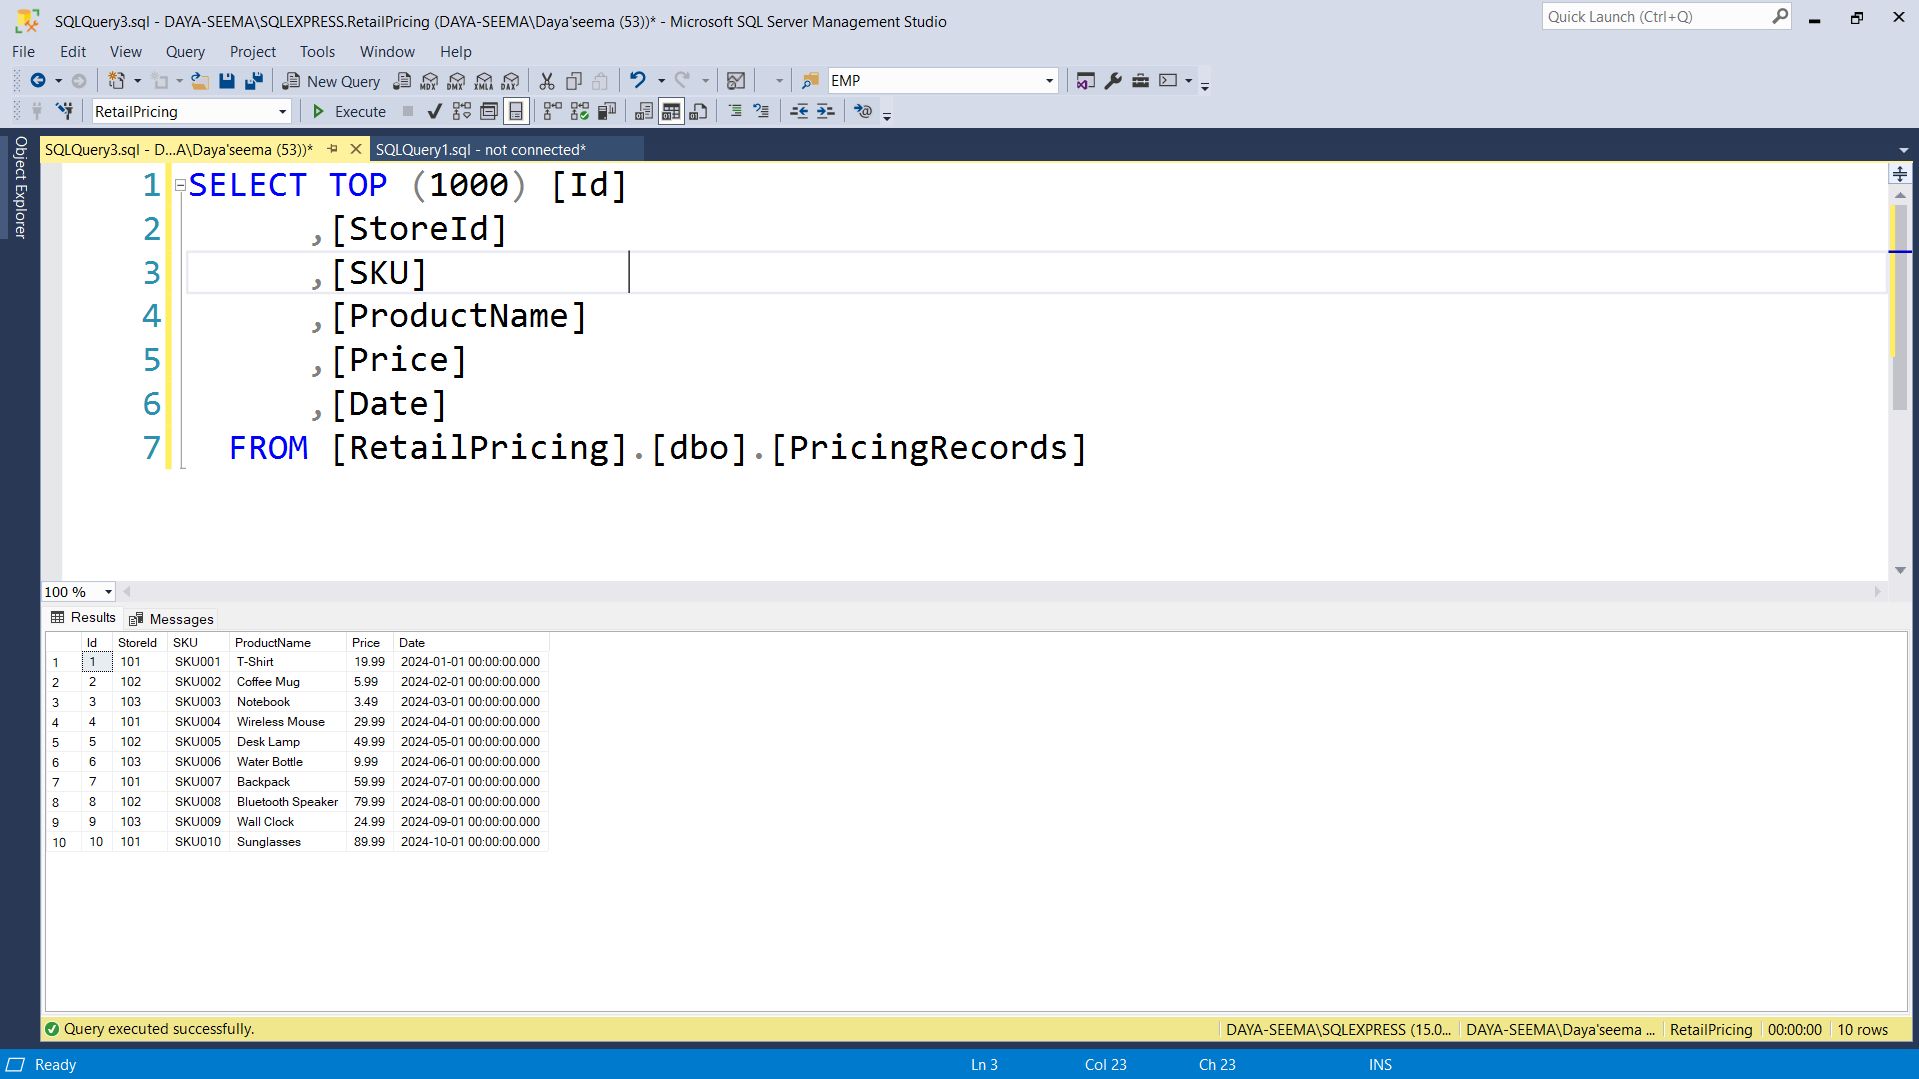 SQLQuery3.sql - DAYA-SEEMA\SQLEXPRESS.RetailPricing (DAYA-SEEMA\Daya'seema (53))* - Microsoft SQL Server Management Studio
Quick Launch (Ctrl+Q)
File Edit View Query Project Tools Window Help
New Query MDX DMX XMLA DAX EMP
RetailPricing Execute
Object Explorer
SQLQuery3.sql - D...A\Daya'seema (53))* SQLQuery1.sql - not connected*
1 SELECT TOP (1000) [Id]
2 ,[StoreId]
3 ,[SKU]
4 ,[ProductName]
5 ,[Price]
6 ,[Date]
7 FROM [RetailPricing].[dbo].[PricingRecords]
100 %
Results Messages
Id StoreId SKU ProductName Price Date
1 1 101 SKU001 T-Shirt 19.99 2024-01-01 00:00:00.000
2 2 102 SKU002 Coffee Mug 5.99 2024-02-01 00:00:00.000
3 3 103 SKU003 Notebook 3.49 2024-03-01 00:00:00.000
4 4 101 SKU004 Wireless Mouse 29.99 2024-04-01 00:00:00.000
5 5 102 SKU005 Desk Lamp 49.99 2024-05-01 00:00:00.000
6 6 103 SKU006 Water Bottle 9.99 2024-06-01 00:00:00.000
7 7 101 SKU007 Backpack 59.99 2024-07-01 00:00:00.000
8 8 102 SKU008 Bluetooth Speaker 79.99 2024-08-01 00:00:00.000
9 9 103 SKU009 Wall Clock 24.99 2024-09-01 00:00:00.000
10 10 101 SKU010 Sunglasses 89.99 2024-10-01 00:00:00.000
Query executed successfully. DAYA-SEEMA\SQLEXPRESS (15.0... DAYA-SEEMA\Daya'seema ... RetailPricing 00:00:00 10 rows
Ready Ln 3 Col 23 Ch 23 INS